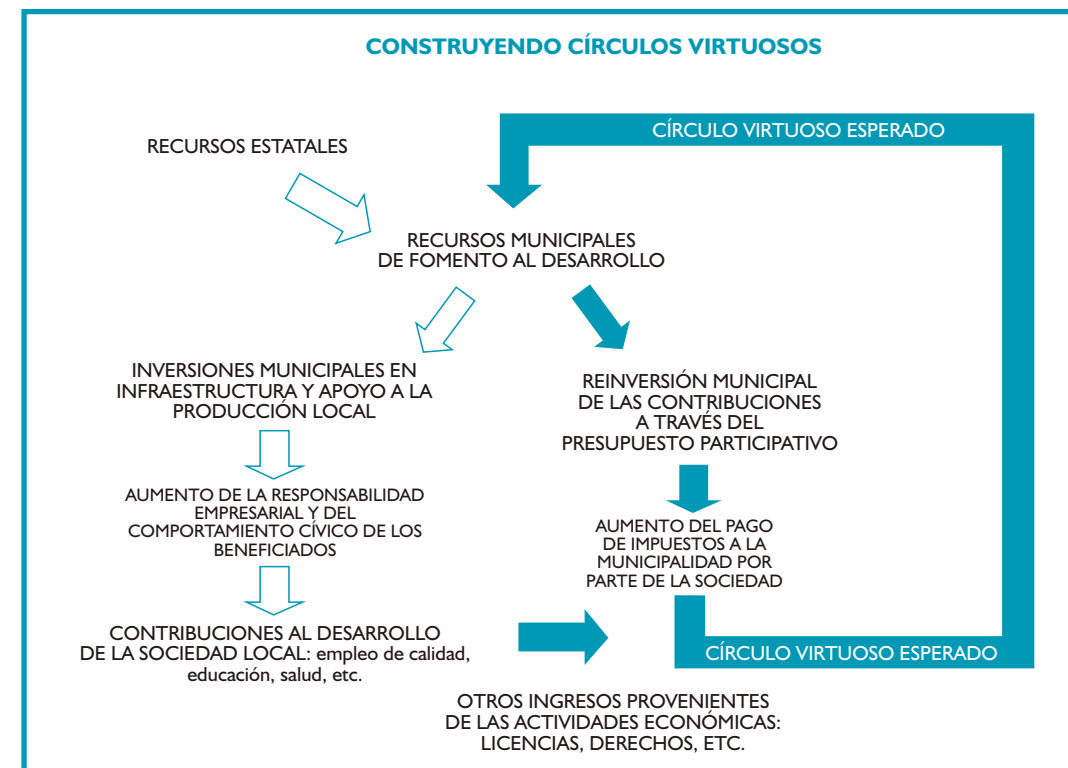 CONSTRUYENDO CÍRCULOS VIRTUOSOS
CÍRCULO VIRTUOSO ESPERADO
RECURSOS ESTATALES
RECURSOS MUNICIPALES
DE FOMENTO AL DESARROLLO
INVERSIONES MUNICIPALES EN
INFRAESTRUCTURA Y APOYO A LA
PRODUCCIÓN LOCAL
AUMENTO DE LA RESPONSABILIDAD
EMPRESARIAL Y DEL
COMPORTAMIENTO CÍVICO DE LOS
BENEFICIADOS
CONTRIBUCIONES AL DESARROLLO
DE LA SOCIEDAD LOCAL: empleo de calidad,
educación, salud, etc.
REINVERSIÓN MUNICIPAL
DE LAS CONTRIBUCIONES
A TRAVÉS DEL
PRESUPUESTO PARTICIPATIVO
AUMENTO DEL PAGO
DE IMPUESTOS A LA
MUNICIPALIDAD POR
PARTE DE LA SOCIEDAD
CÍRCULO VIRTUOSO ESPERADO
OTROS INGRESOS PROVENIENTES
DE LAS ACTIVIDADES ECONÓMICAS:
LICENCIAS, DERECHOS, ETC.